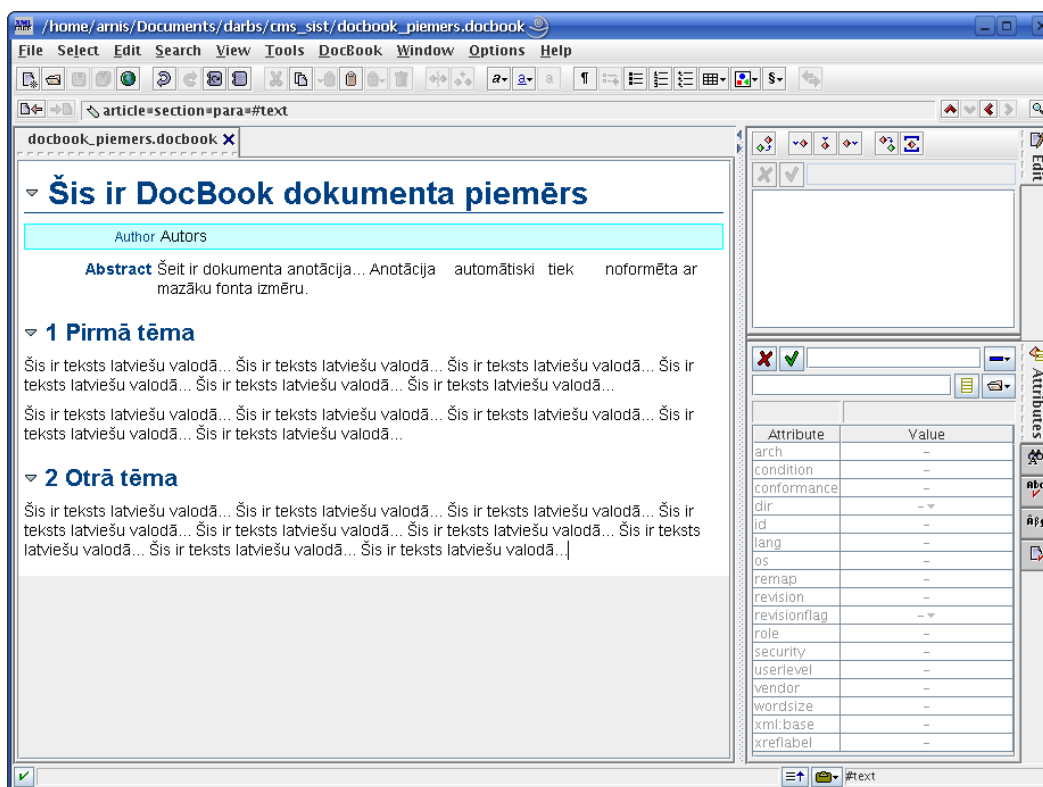 /home/arnis/Documents/darbs/cms_sist/docbook_piemers.docbook
File Select Edit Search View Tools DocBook Window Options Help
article=section=para=#text
docbook_piemers.docbook
Šis ir DocBook dokumenta piemērs
Author Autors
Abstract Šeit ir dokumenta anotācija... Anotācija automātiski tiek noformēta ar
mazāku fonta izmēru.
1 Pirmā tēma
Šis ir teksts latviešu valodā... Šis ir teksts latviešu valodā... Šis ir teksts latviešu valodā... Šis ir
teksts latviešu valodā... Šis ir teksts latviešu valodā... Šis ir teksts latviešu valodā...
Šis ir teksts latviešu valodā... Šis ir teksts latviešu valodā... Šis ir teksts latviešu valodā... Šis ir
teksts latviešu valodā... Šis ir teksts latviešu valodā...
2 Otrā tēma
Šis ir teksts latviešu valodā... Šis ir teksts latviešu valodā... Šis ir teksts latviešu valodā... Šis ir
teksts latviešu valodā... Šis ir teksts latviešu valodā... Šis ir teksts latviešu valodā... Šis ir teksts
latviešu valodā... Šis ir teksts latviešu valodā... Šis ir teksts latviešu valodā...
Edit
Attributes
Attribute Value
arch –
condition –
conformance –
dir –
id –
lang –
os –
remap –
revision –
revisionflag –
role –
security –
userlevel –
vendor –
wordsize –
xml:base –
xreflabel –
#text